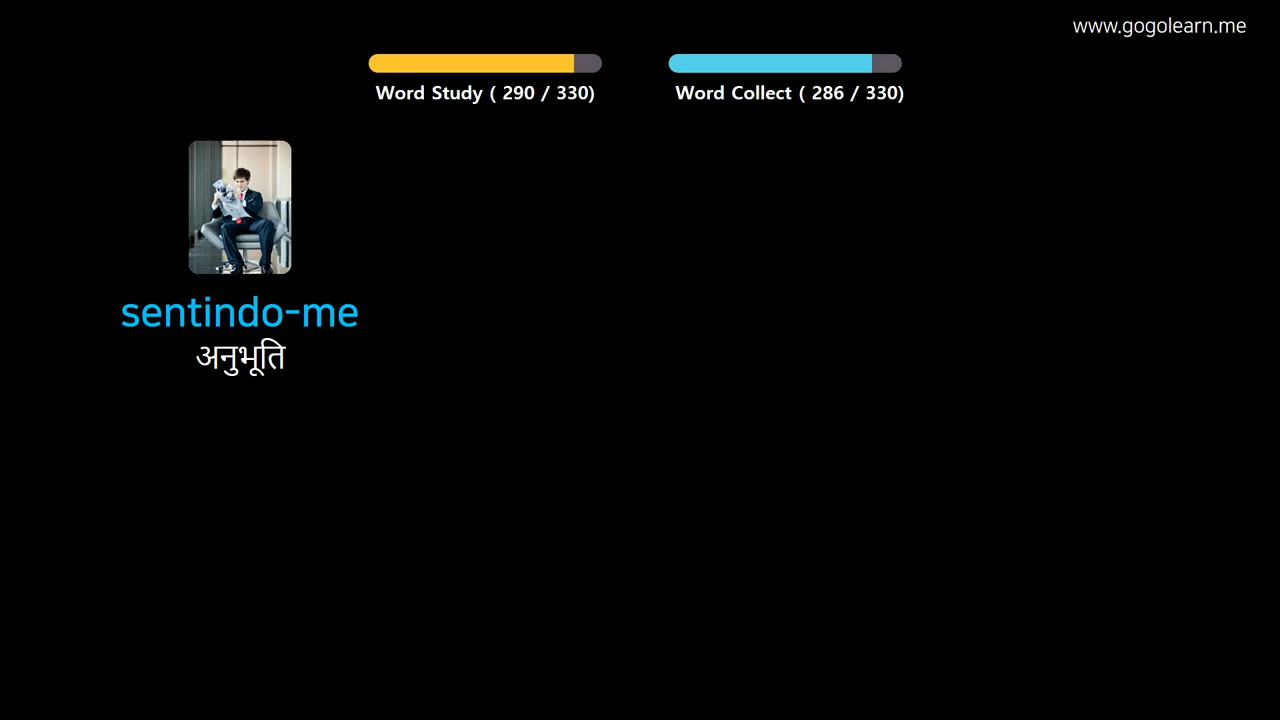 www.gogolearn.me
Word Study ( 290 / 330)
Word Collect ( 286 / 330)
sentindo-me
अनुभूति